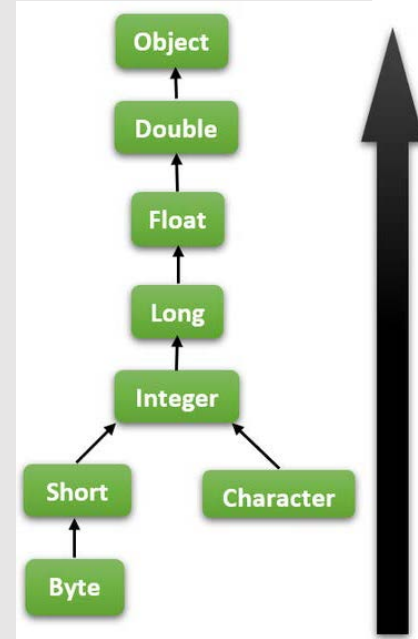 Object
Double
Float
Long
Integer
Short
Character
Byte